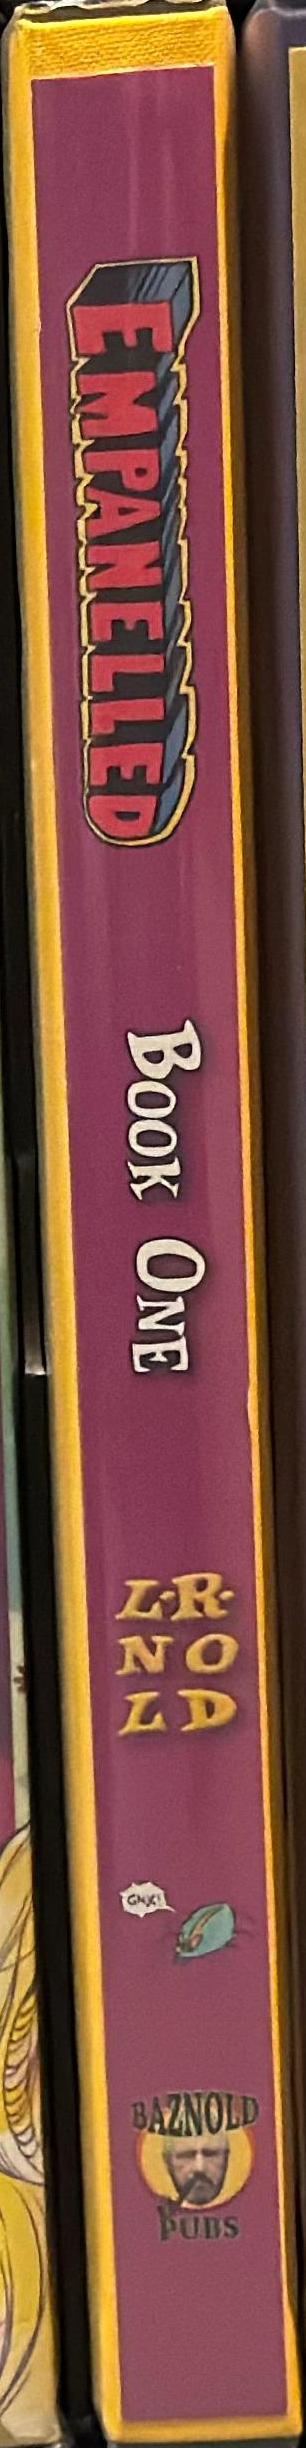 EMPANELLED
BOOK ONE
L·R·
NO
LD
GNX!
BAZNOLD
PUBS